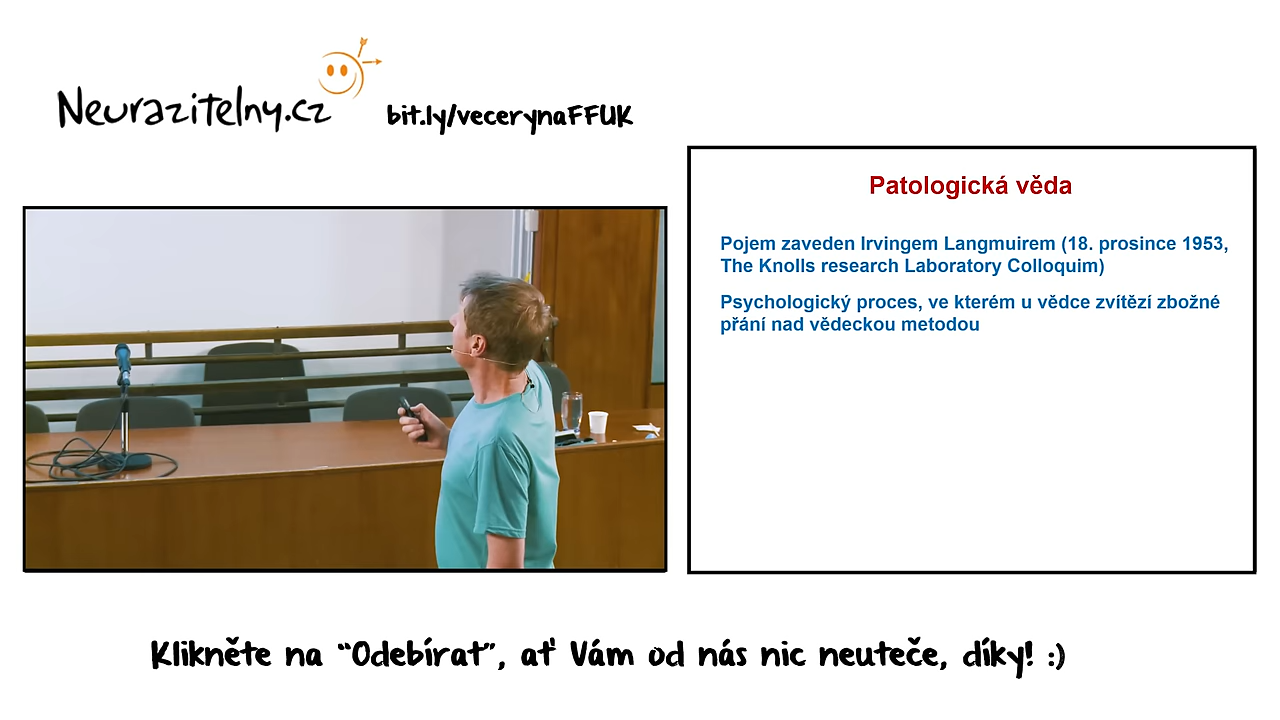 Neurazitelny.cz
bit.ly/vecerynaFFUK
Patologická věda
Pojem zaveden Irvingem Langmuirem (18. prosince 1953,
The Knolls research Laboratory Colloquim)
Psychologický proces, ve kterém u vědce zvítězí zbožné
přání nad vědeckou metodou
Klikněte na “Odebírat”, ať Vám od nás nic neuteče, díky! :)